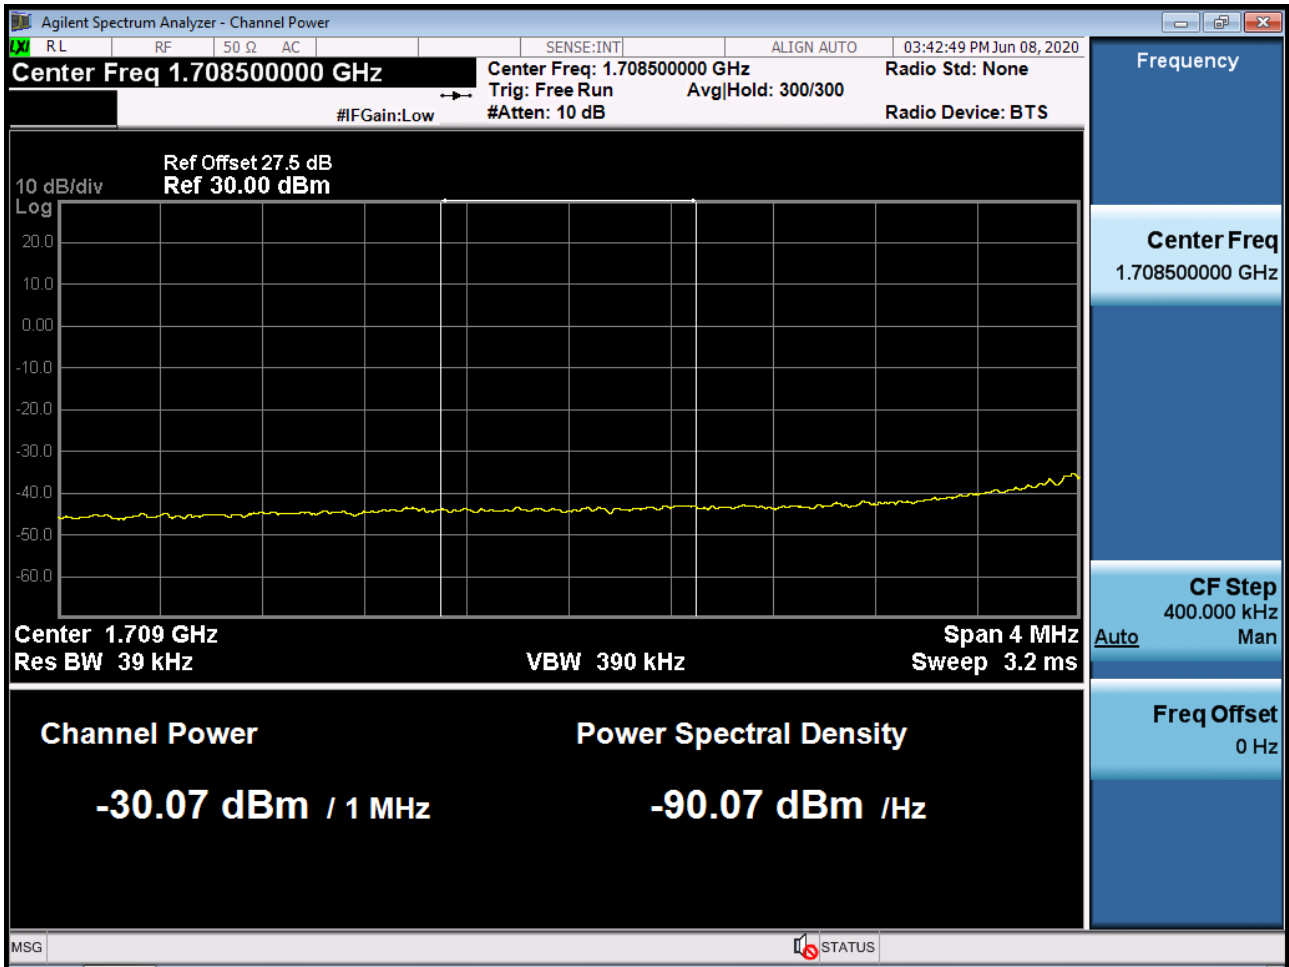 Agilent Spectrum Analyzer - Channel Power
LXI RL RF 50 Ω AC SENSE:INT ALIGN AUTO 03:42:49 PM Jun 08, 2020
Center Freq 1.708500000 GHz
Center Freq: 1.708500000 GHz
Radio Std: None
Trig: Free Run Avg|Hold: 300/300
#IFGain:Low
#Atten: 10 dB
Radio Device: BTS
Ref Offset 27.5 dB
10 dB/div Ref 30.00 dBm
Log
20.0
10.0
0.00
-10.0
-20.0
-30.0
-40.0
-50.0
-60.0
Center 1.709 GHz Span 4 MHz
Res BW 39 kHz VBW 390 kHz Sweep 3.2 ms
Channel Power
Power Spectral Density
-30.07 dBm / 1 MHz
-90.07 dBm /Hz
Frequency
Center Freq
1.708500000 GHz
CF Step
400.000 kHz
Auto Man
Freq Offset
0 Hz
MSG STATUS